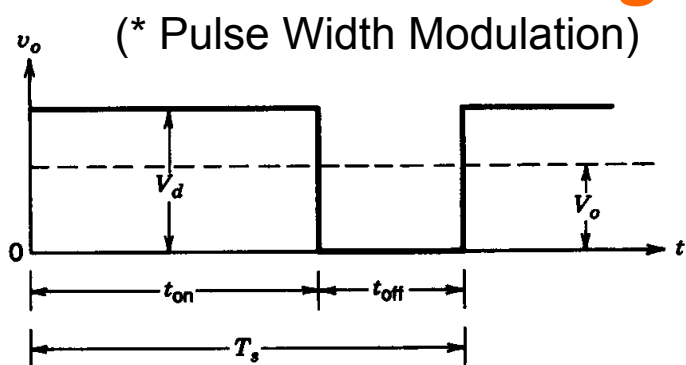 g
(* Pulse Width Modulation)
v_o
V_d
V_o
0
t
t_on
t_off
T_s